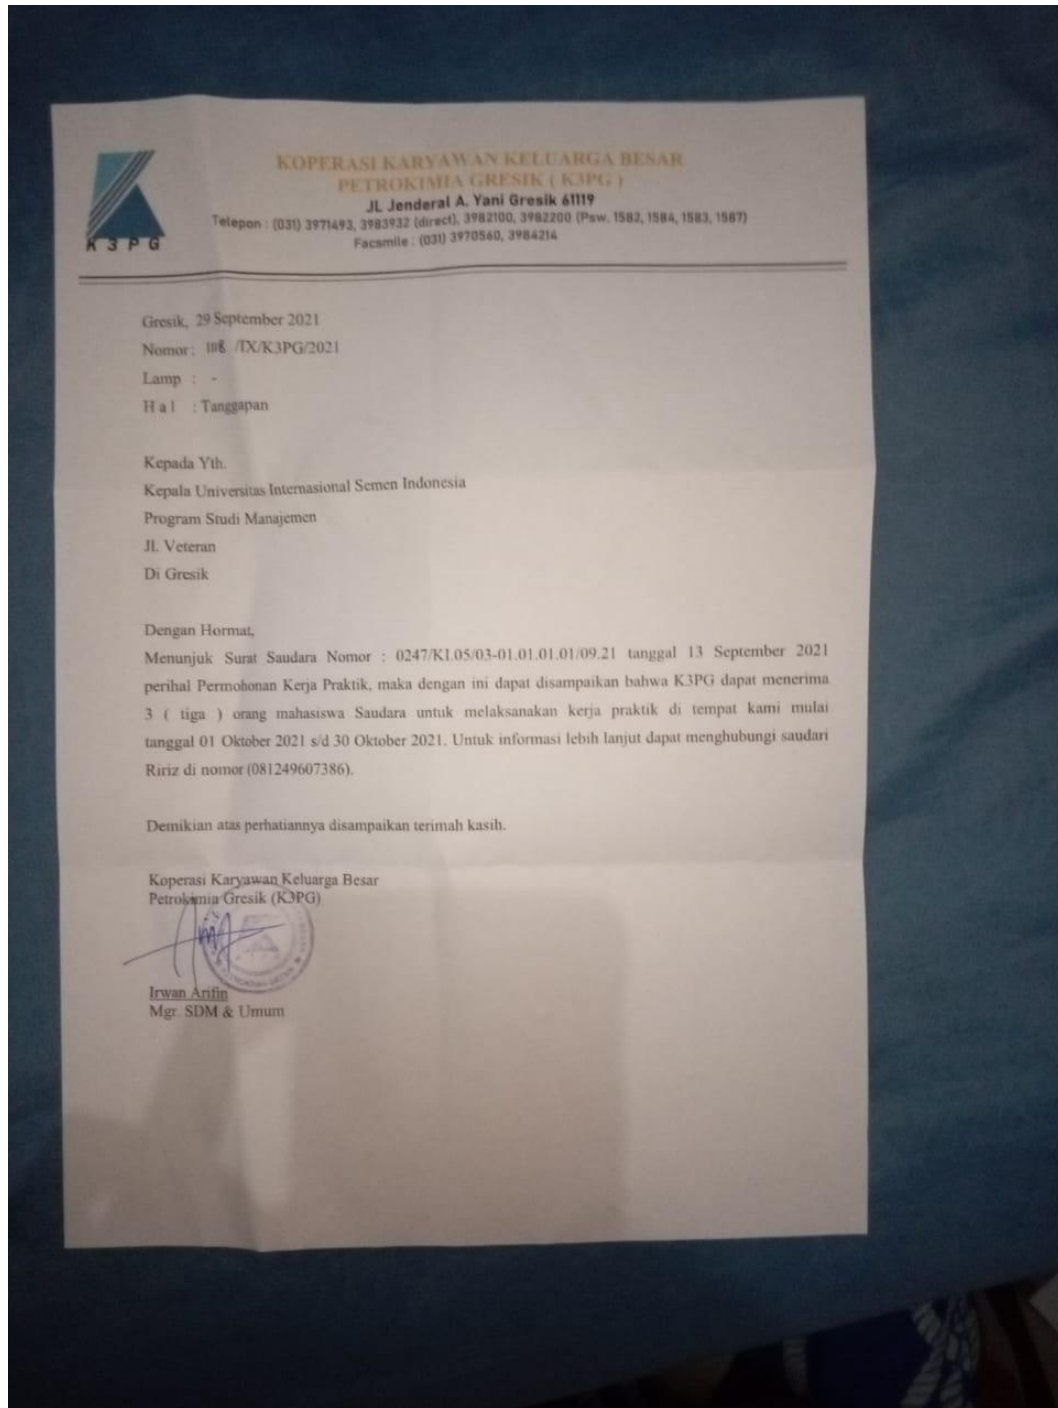 KOPERASI KARYAWAN KELUARGA BESAR
PETROKIMIA GRESIK ( K3PG )
Jl. Jenderal A. Yani Gresik 61119
Telepon : (031) 3971493, 3983932 (direct), 3982100, 3982200 (Psw. 1582, 1584, 1583, 1587)
Facsmile : (031) 3970560, 3984214
K3PG
Gresik, 29 September 2021
Nomor : /IX/K3PG/2021
Lamp : -
Hal : Tanggapan
Kepada Yth.
Kepala Universitas Internasional Semen Indonesia
Program Studi Manajemen
Jl. Veteran
Di Gresik
Dengan Hormat,
Menunjuk Surat Saudara Nomor : 0247/KI.05/03-01.01.01.01/09.21 tanggal 13 September 2021
perihal Permohonan Kerja Praktik, maka dengan ini dapat disampaikan bahwa K3PG dapat menerima
3 ( tiga ) orang mahasiswa Saudara untuk melaksanakan kerja praktik di tempat kami mulai
tanggal 01 Oktober 2021 s/d 30 Oktober 2021. Untuk informasi lebih lanjut dapat menghubungi saudari
Ririz di nomor (081249607386).
Demikian atas perhatiannya disampaikan terimah kasih.
Koperasi Karyawan Keluarga Besar
Petrokimia Gresik (K3PG)
Irwan Arifin
Mgr. SDM & Umum